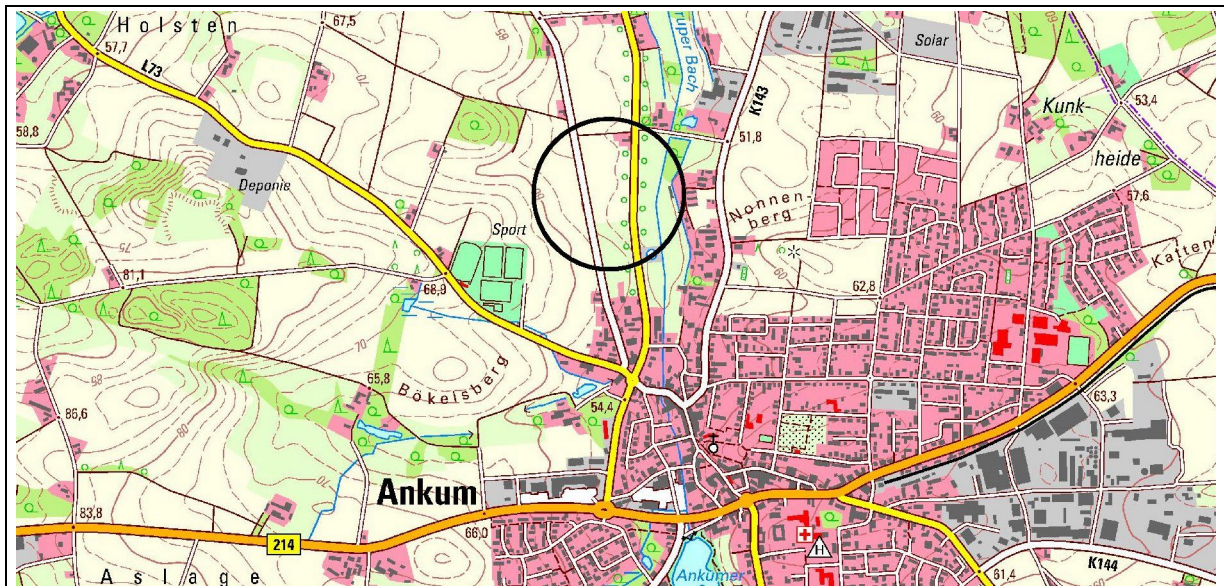 Holsten
67,5
57,7
L73
ruper Bach
Solar
K143
53,4
Kunk-
heide
58,8
51,8
Deponie
57,6
Nonnen-
berg
Sport
Katten
81,1
68,9
62,8
65,8
Bökelsberg
54,4
63,3
86,6
Ankum
83,8
66,0
214
H
Aslage
Ankumer
61,4
K144